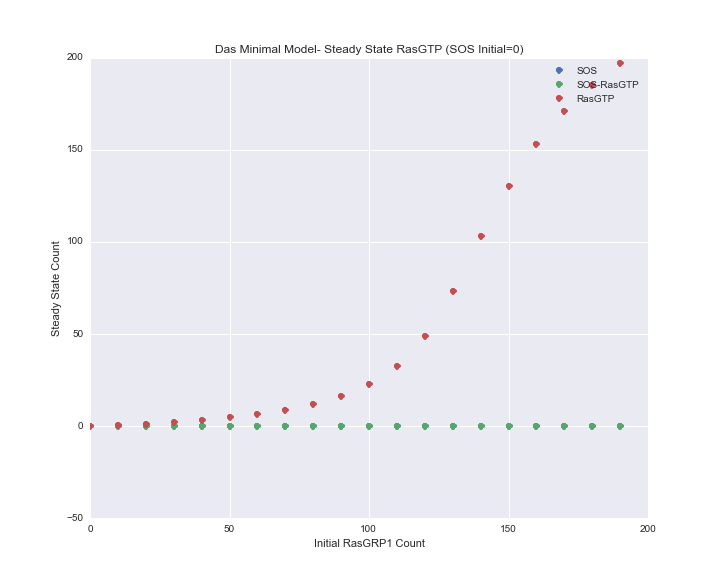 Das Minimal Model- Steady State RasGTP (SOS Initial=0)
200
SOS
SOS-RasGTP
RasGTP
150
100
50
0
−50
Steady State Count
0 50 100 150 200
Initial RasGRP1 Count